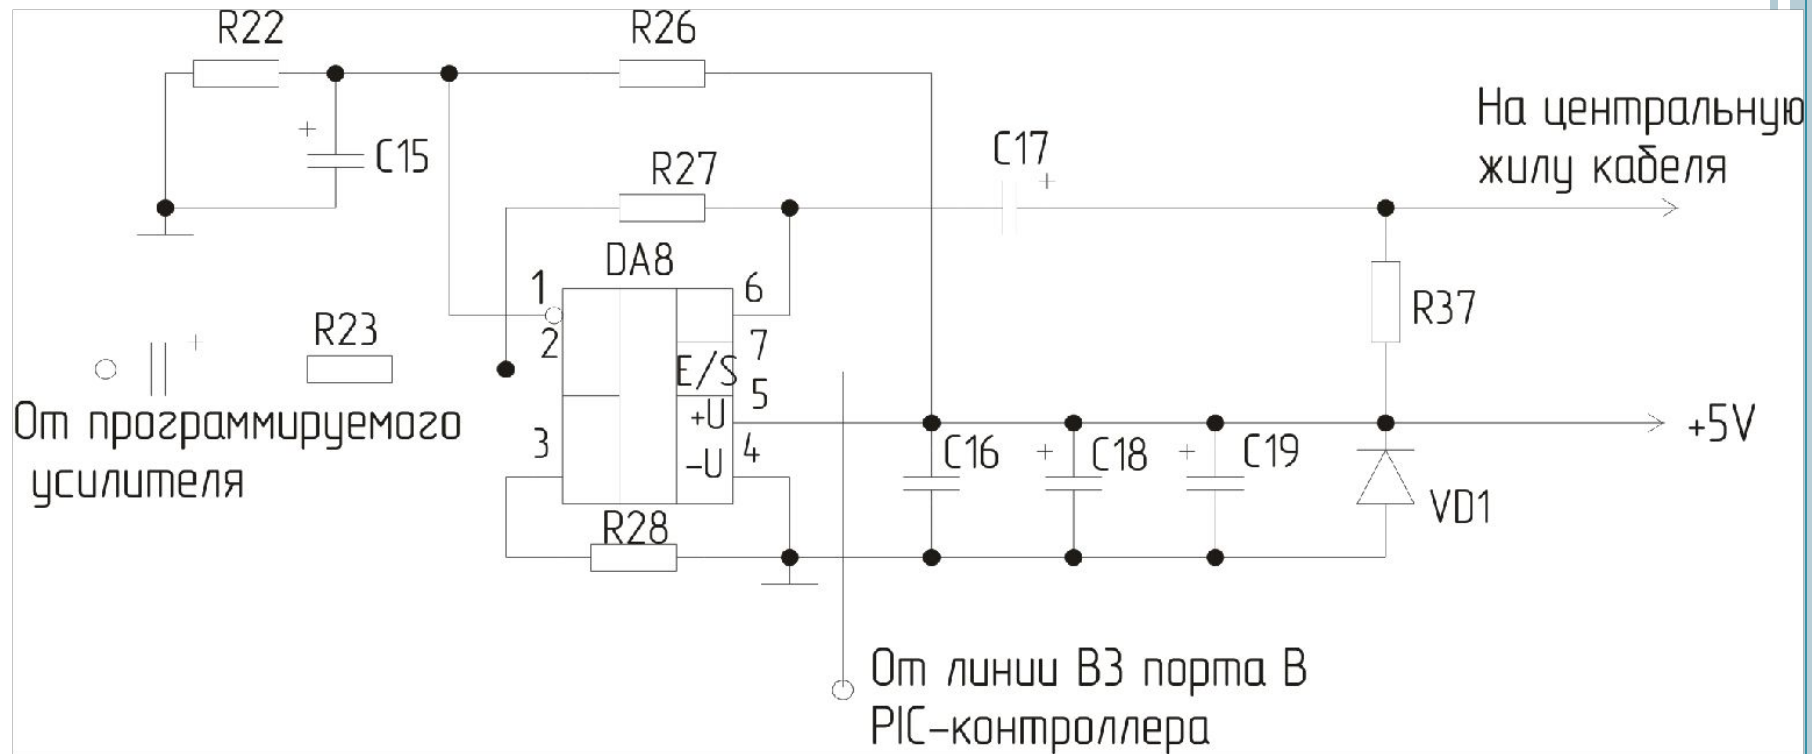 R22
R26
+
C15
R27
C17
+
На центральную
жилу кабеля
DA8
1
6
R37
+
R23
2
7
E/S
5
От программируемого
усилителя
+U
+5V
3
-U
4
C16
+
C18
+
C19
VD1
R28
От линии В3 порта В
PIC-контроллера